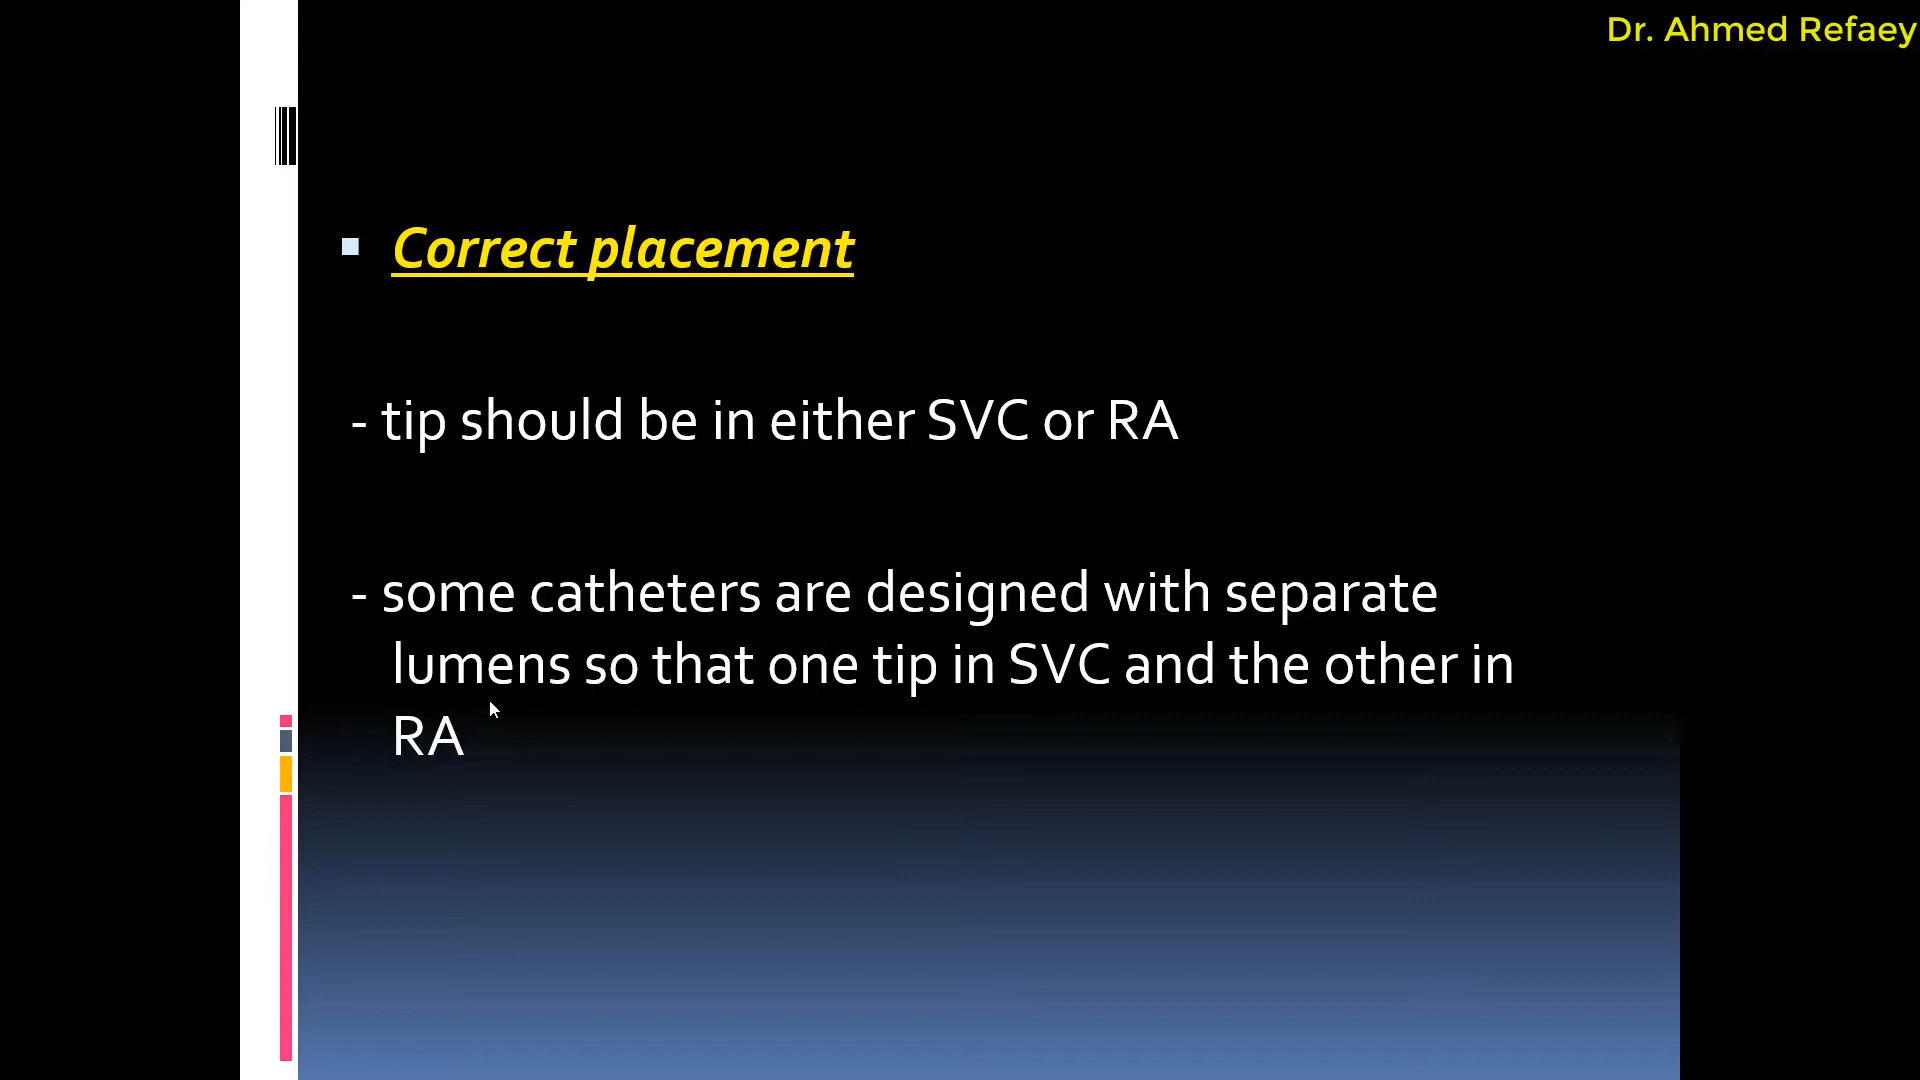 Dr. Ahmed Refaey
Correct placement
- tip should be in either SVC or RA
- some catheters are designed with separate
lumens so that one tip in SVC and the other in
RA